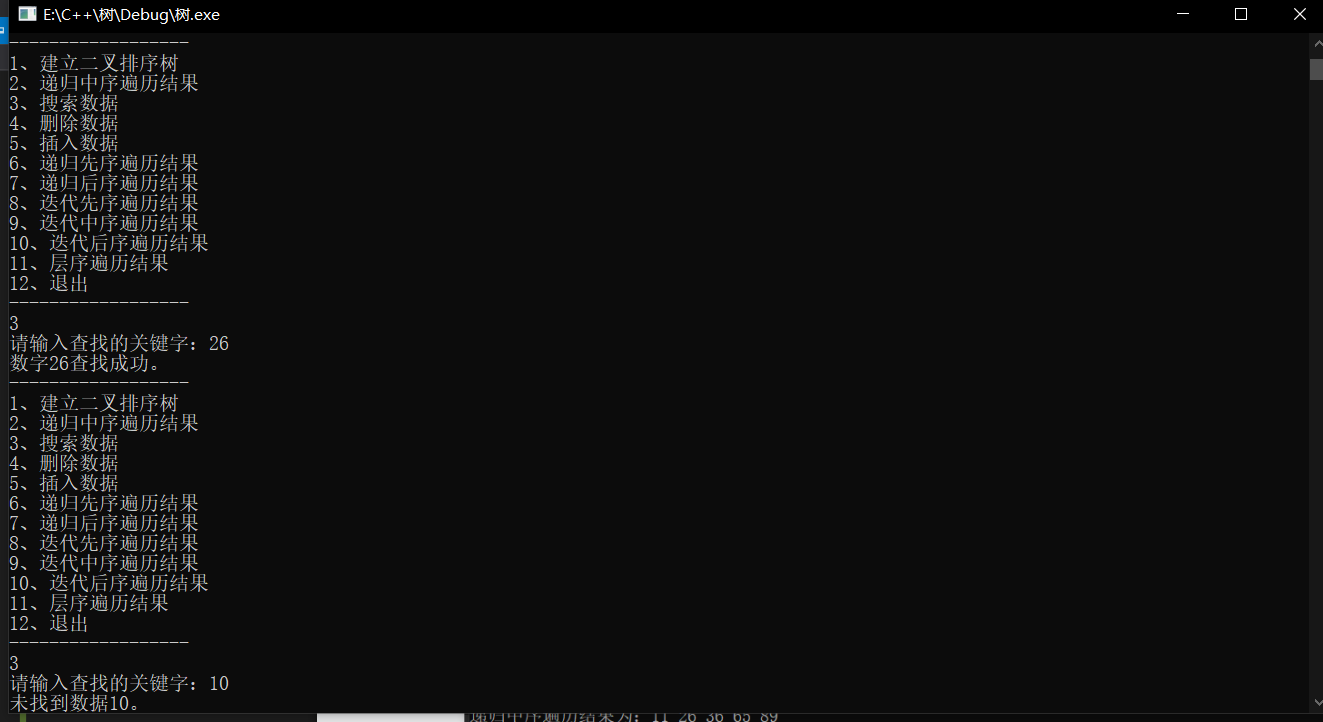 E:\C++\树\Debug\树.exe
------------------
1、建立二叉排序树
2、递归中序遍历结果
3、搜索数据
4、删除数据
5、插入数据
6、递归先序遍历结果
7、递归后序遍历结果
8、迭代先序遍历结果
9、迭代中序遍历结果
10、迭代后序遍历结果
11、层序遍历结果
12、退出
------------------
3
请输入查找的关键字：26
数字26查找成功。
------------------
1、建立二叉排序树
2、递归中序遍历结果
3、搜索数据
4、删除数据
5、插入数据
6、递归先序遍历结果
7、递归后序遍历结果
8、迭代先序遍历结果
9、迭代中序遍历结果
10、迭代后序遍历结果
11、层序遍历结果
12、退出
------------------
3
请输入查找的关键字：10
未找到数据10。
递归中序遍历结果为：11 26 36 65 89